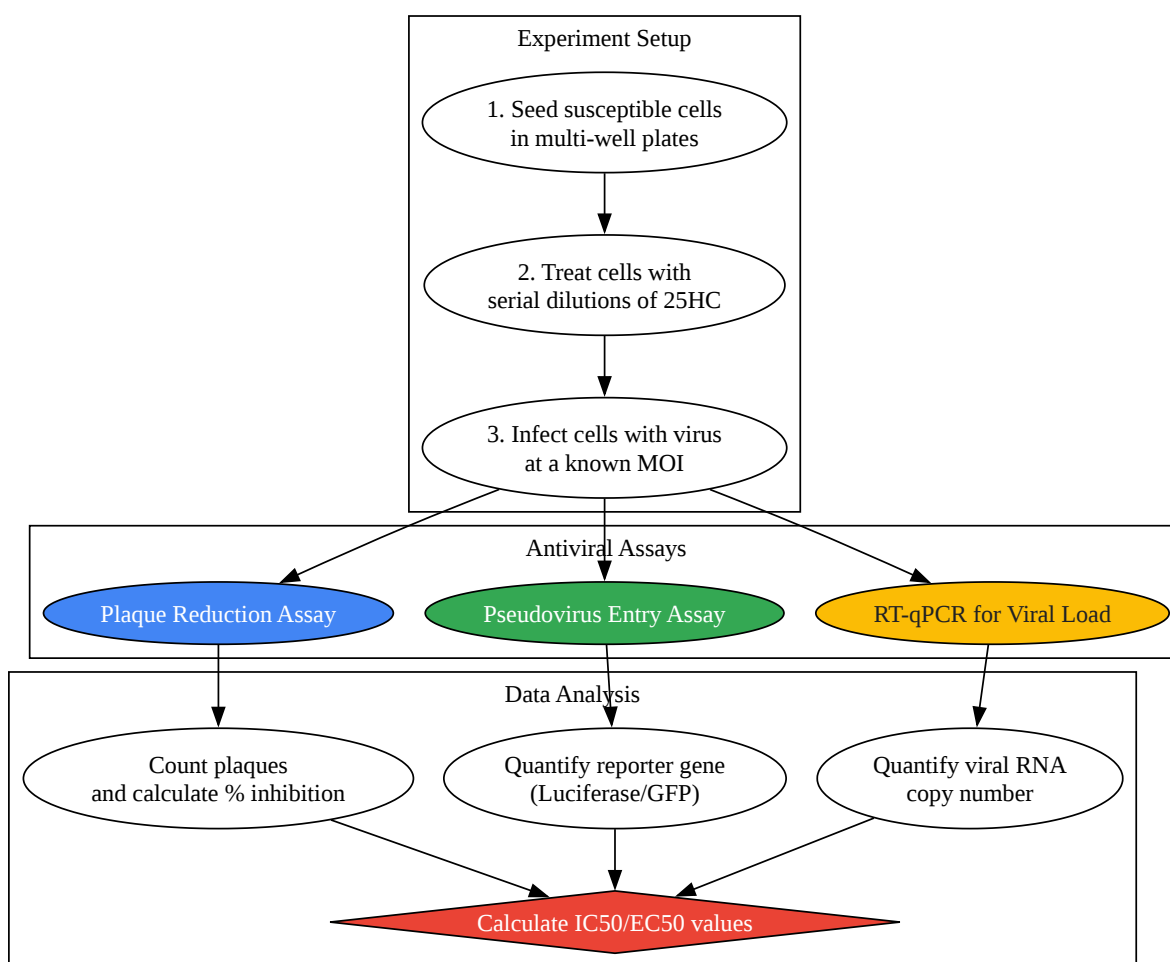 Experiment Setup
1. Seed susceptible cells
in multi-well plates
2. Treat cells with
serial dilutions of 25HC
3. Infect cells with virus
at a known MOI
Antiviral Assays
Plaque Reduction Assay
Pseudovirus Entry Assay
RT-qPCR for Viral Load
Data Analysis
Count plaques
and calculate % inhibition
Quantify reporter gene
(Luciferase/GFP)
Quantify viral RNA
copy number
Calculate IC50/EC50 values